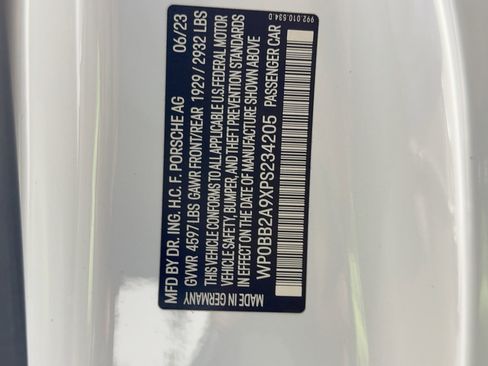 992.010.534.0
MFD BY DR. ING. H.C. F. PORSCHE AG 06/23
GVWR 4597 LBS GAWR FRONT/REAR 1929 / 2932 LBS
THIS VEHICLE CONFORMS TO ALL APPLICABLE U.S.FEDERAL MOTOR
VEHICLE SAFETY, BUMPER, AND THEFT PREVENTION STANDARDS
IN EFFECT ON THE DATE OF MANUFACTURE SHOWN ABOVE
WP0BB2A9XPS234205 PASSENGER CAR
MADE IN GERMANY